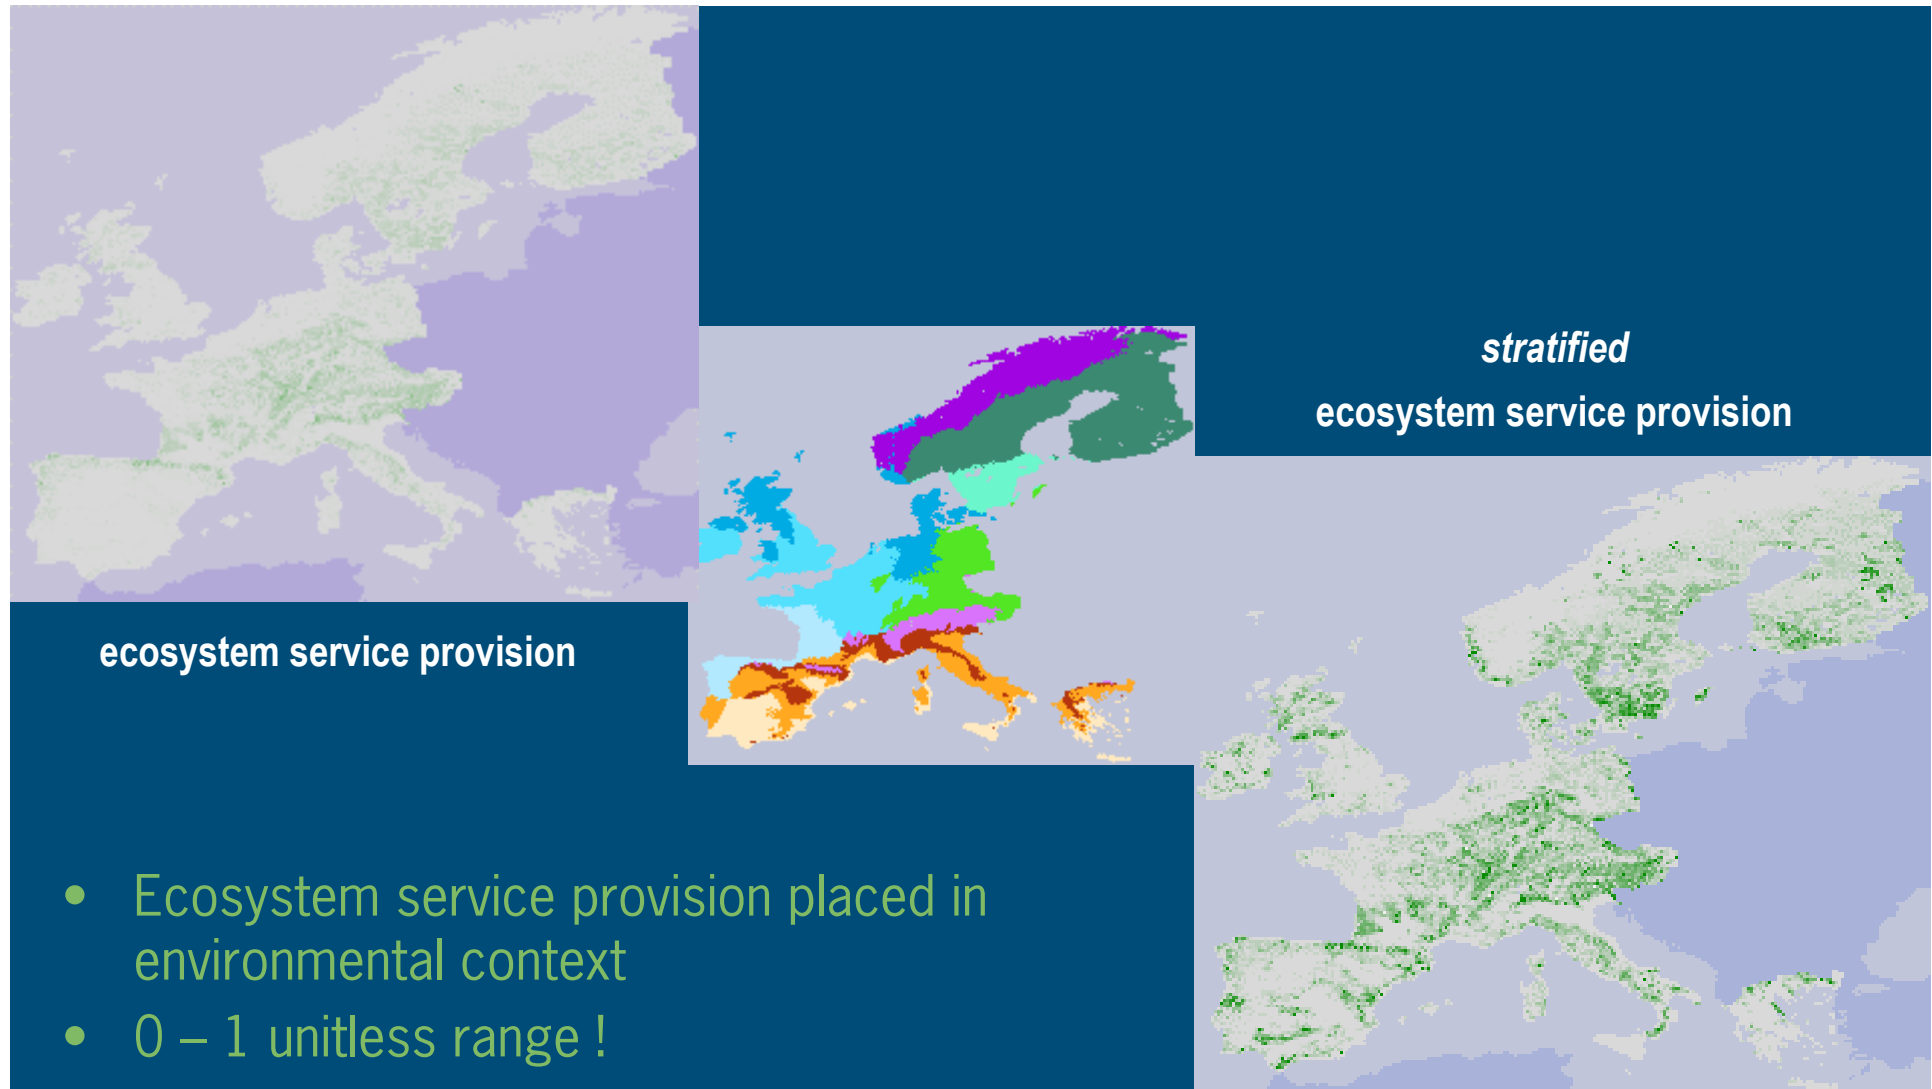 stratified
ecosystem service provision
ecosystem service provision
• Ecosystem service provision placed in
environmental context
• 0 – 1 unitless range !